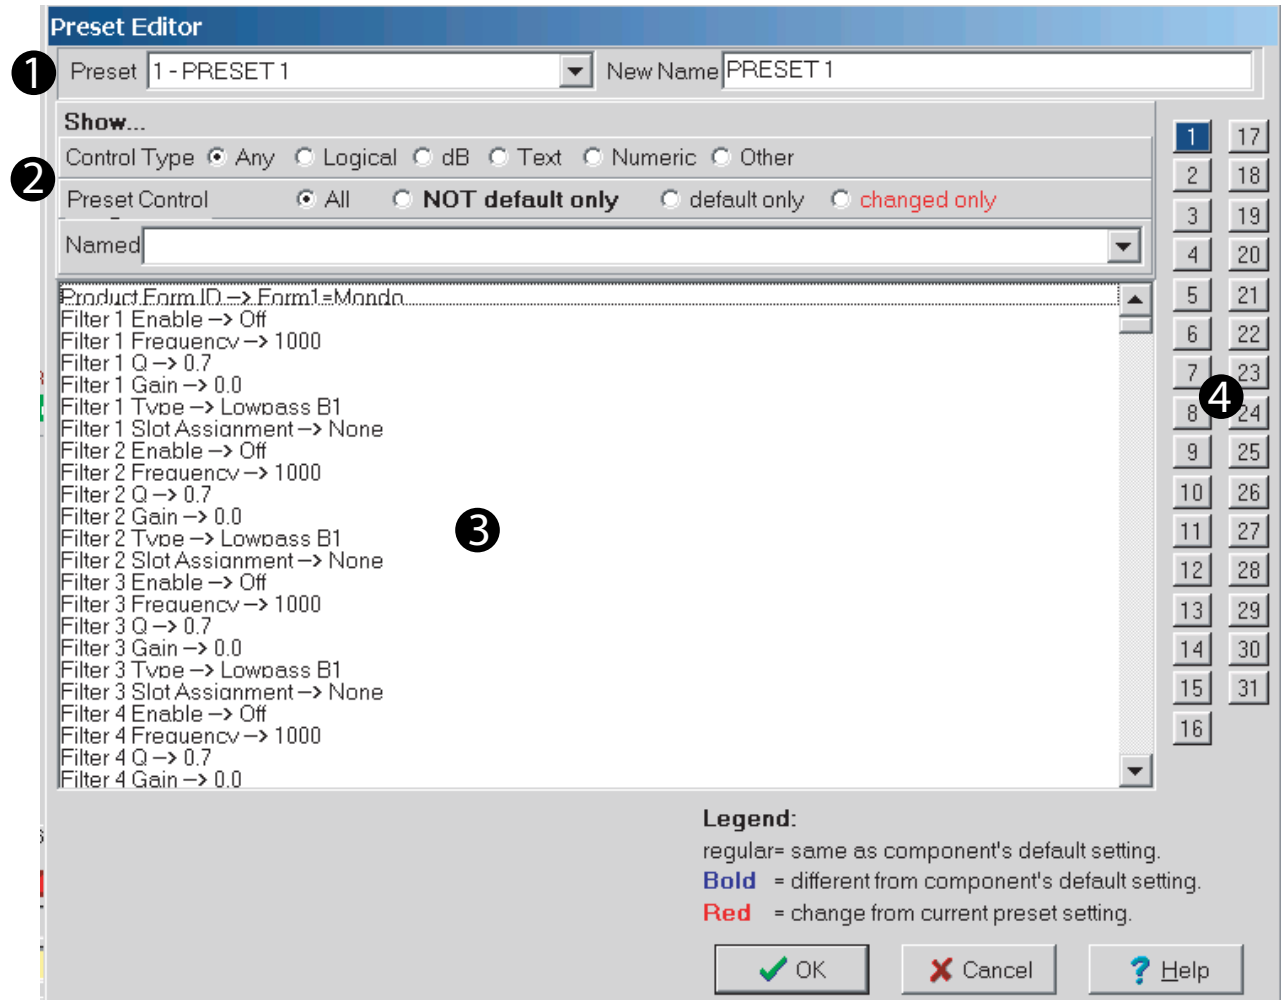 Preset Editor
1 Preset 1 - PRESET 1 New Name PRESET 1
Show...
2 Control Type Any Logical dB Text Numeric Other
Preset Control All NOT default only default only changed only
Named
Product Form ID --> Form1=Mondo
Filter 1 Enable --> Off
Filter 1 Frequency --> 1000
Filter 1 Q --> 0.7
Filter 1 Gain --> 0.0
Filter 1 Type --> Lowpass B1
Filter 1 Slot Assignment --> None
Filter 2 Enable --> Off
Filter 2 Frequency --> 1000
Filter 2 Q --> 0.7
Filter 2 Gain --> 0.0
Filter 2 Type --> Lowpass B1
Filter 2 Slot Assignment --> None
Filter 3 Enable --> Off
Filter 3 Frequency --> 1000
Filter 3 Q --> 0.7
Filter 3 Gain --> 0.0
Filter 3 Type --> Lowpass B1
Filter 3 Slot Assignment --> None
Filter 4 Enable --> Off
Filter 4 Frequency --> 1000
Filter 4 Q --> 0.7
Filter 4 Gain --> 0.0
3
1 17
2 18
3 19
4 20
5 21
6 22
7 23
4
8 24
9 25
10 26
11 27
12 28
13 29
14 30
15 31
16
Legend:
regular= same as component's default setting.
Bold = different from component's default setting.
Red = change from current preset setting.
OK Cancel ? Help